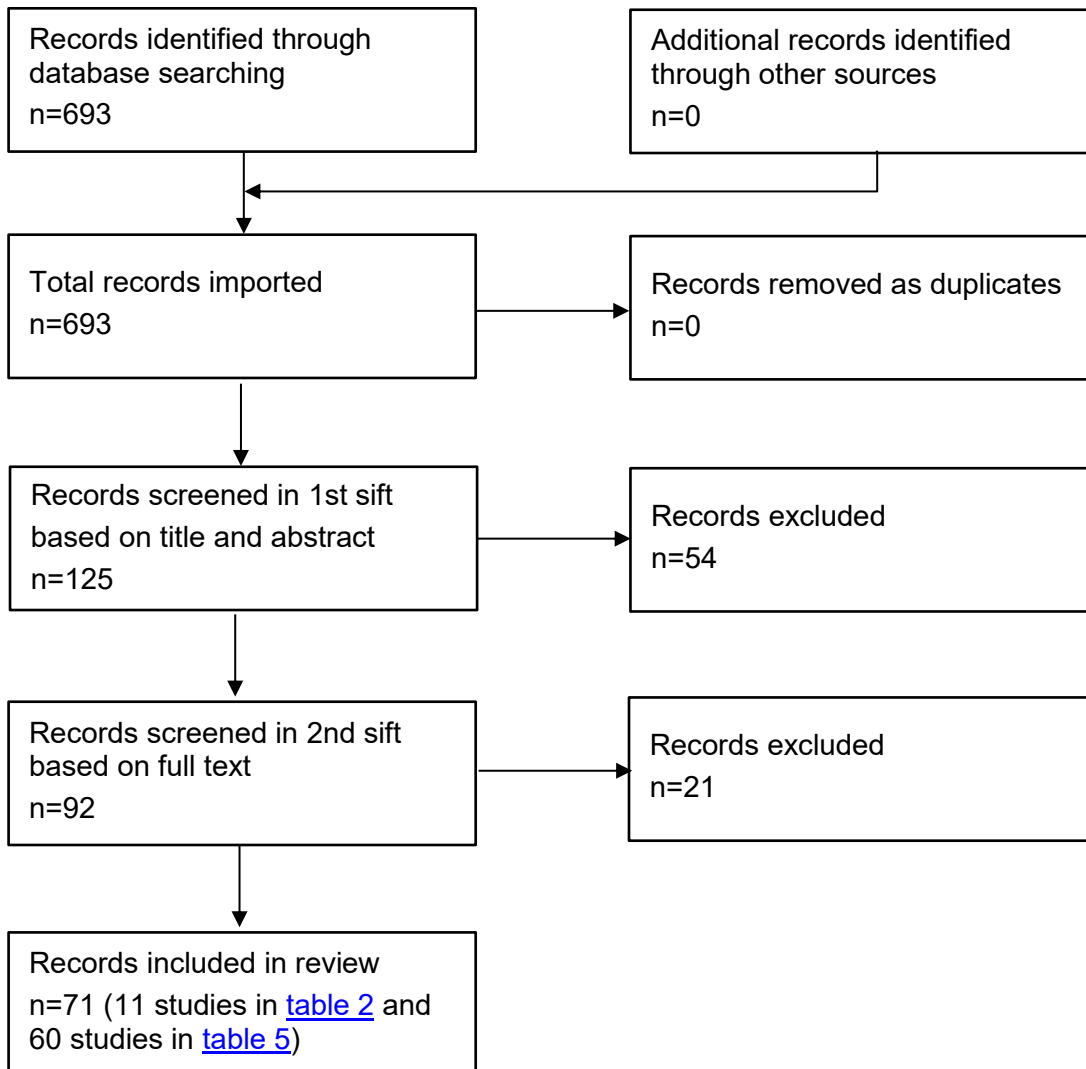 Records identified through
database searching
n=693
Additional records identified
through other sources
n=0
Total records imported
n=693
Records removed as duplicates
n=0
Records screened in 1st sift
based on title and abstract
n=125
Records excluded
n=54
Records screened in 2nd sift
based on full text
n=92
Records excluded
n=21
Records included in review
n=71 (11 studies in table 2 and
60 studies in table 5)